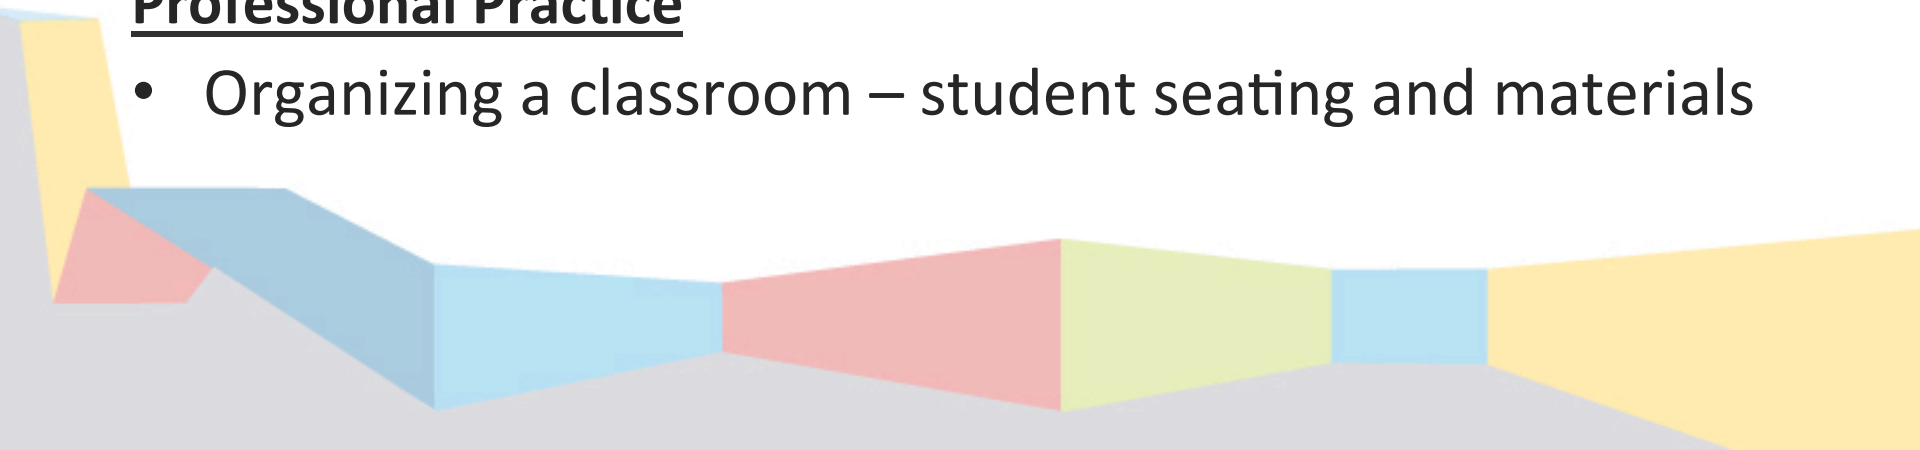 Professional Practice
• Organizing a classroom – student seating and materials